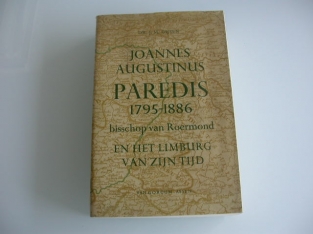 JOANNES
AUGUSTINUS
PAREDIS
1795-1886
bisschop van Roermond
EN HET LIMBURG
VAN ZIJN TIJD